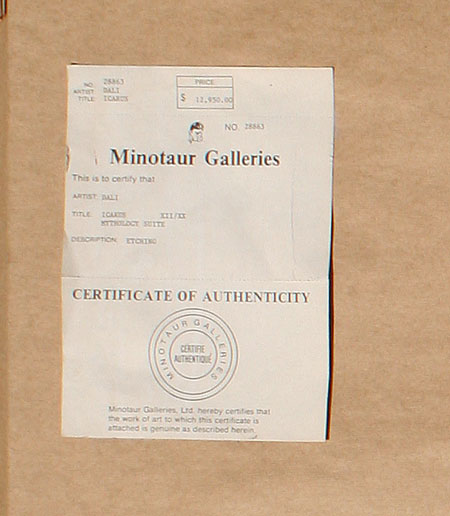 NO. 28863
ARTIST DALI
TITLE ICARUS
PRICE
$ 12,950.00
NO. 28863
Minotaur Galleries
This is to certify that
ARTIST: DALI
TITLE: ICARUS XII/XX
MYTHOLOGY SUITE
DESCRIPTION: ETCHING
CERTIFICATE OF AUTHENTICITY
MINOTAUR GALLERIES
CERTIFIE
AUTHENTIQUE
Minotaur Galleries, Ltd. hereby certifies that
the work of art to which this certificate is
attached is genuine as described herein.